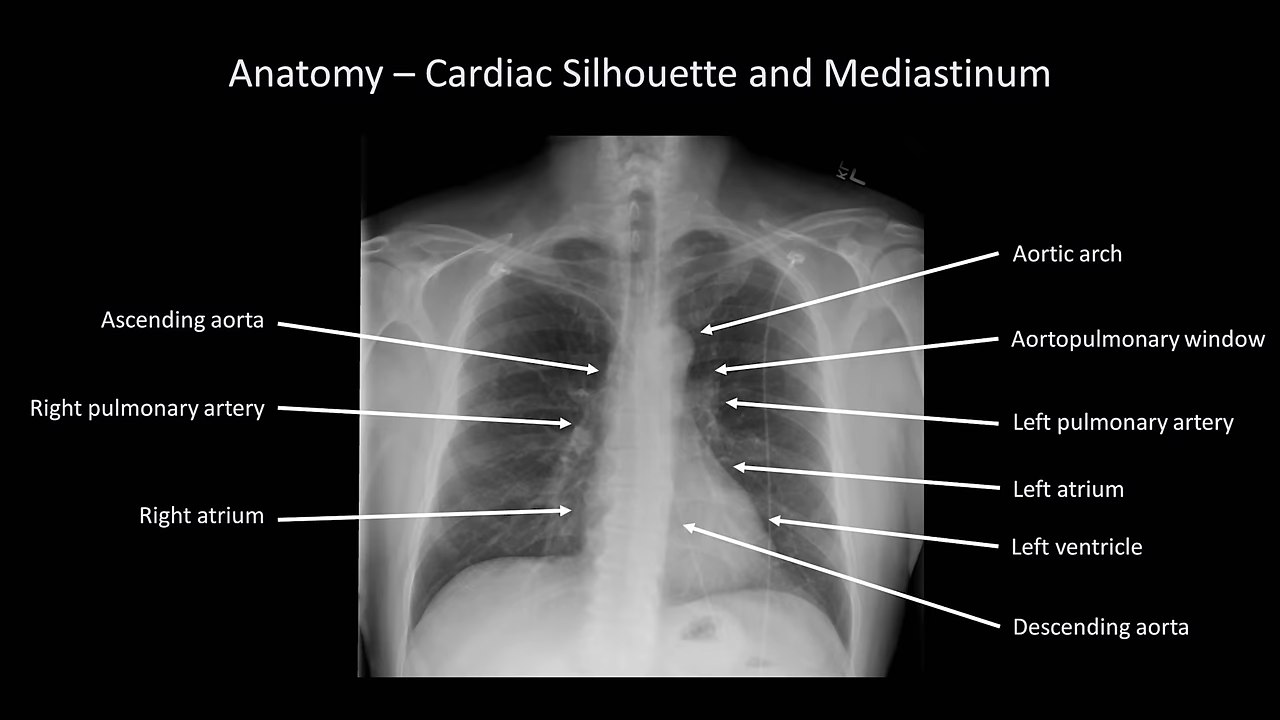 Anatomy – Cardiac Silhouette and Mediastinum
KT
L
Aortic arch
Ascending aorta
Aortopulmonary window
Right pulmonary artery
Left pulmonary artery
Left atrium
Right atrium
Left ventricle
Descending aorta